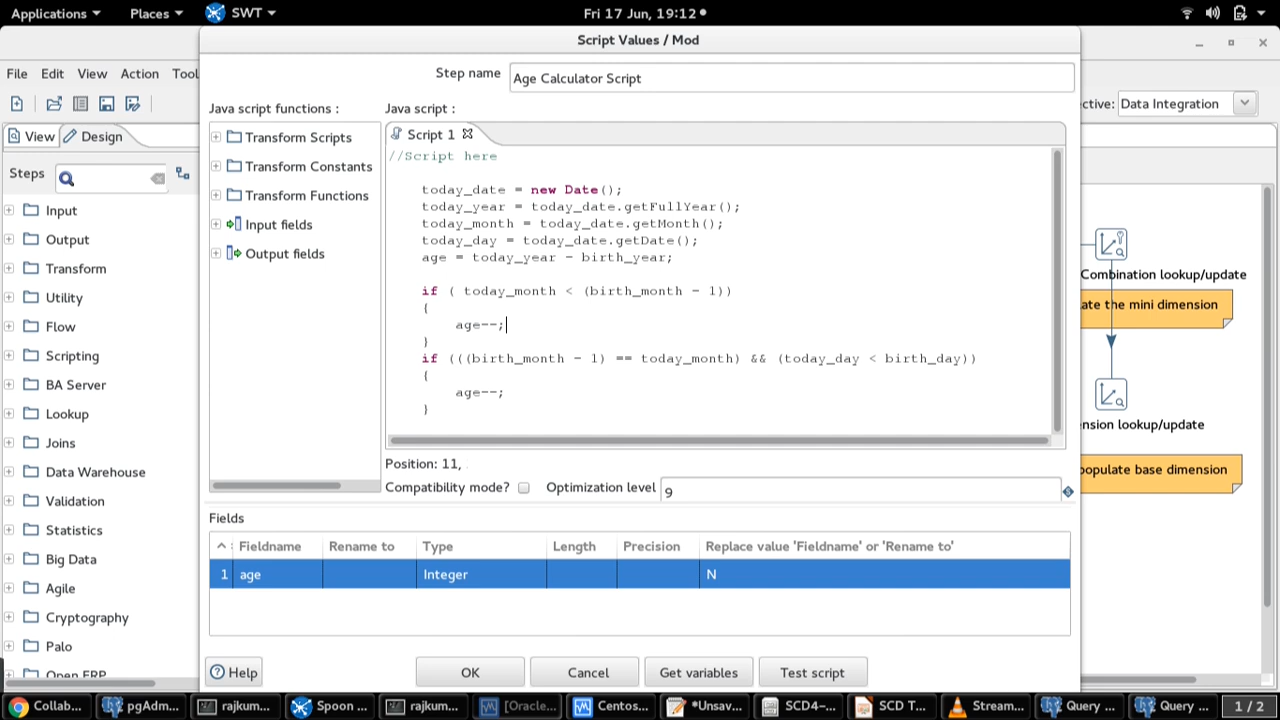 Applications Places SWT Fri 17 Jun, 19:12
Script Values / Mod
File Edit View Action Tool
Step name Age Calculator Script
Java script functions : Java script :
ctive: Data Integration
View Design
Script 1
Steps
Transform Scripts
Transform Constants
Transform Functions
Input fields
Output fields
//Script here
today_date = new Date();
today_year = today_date.getFullYear();
today_month = today_date.getMonth();
today_day = today_date.getDate();
age = today_year - birth_year;
if ( today_month < (birth_month - 1))
{
age--;
}
if (((birth_month - 1) == today_month) && (today_day < birth_day))
{
age--;
}
Input
Output
Transform
Utility
Flow
Scripting
BA Server
Lookup
Joins
Data Warehouse
Validation
Statistics
Big Data
Agile
Cryptography
Palo
Open ERP
Combination lookup/update
ate the mini dimension
nsion lookup/update
populate base dimension
Position: 11,
Compatibility mode? Optimization level 9
Fields
Fieldname Rename to Type Length Precision Replace value 'Fieldname' or 'Rename to'
1 age Integer N
Help OK Cancel Get variables Test script
Collab... pgAdm... rajkum... Spoon ... rajkum... [Oracle... Centos... *Unsav... SCD4-... SCD T... Stream... Query ... Query ... 1 / 2